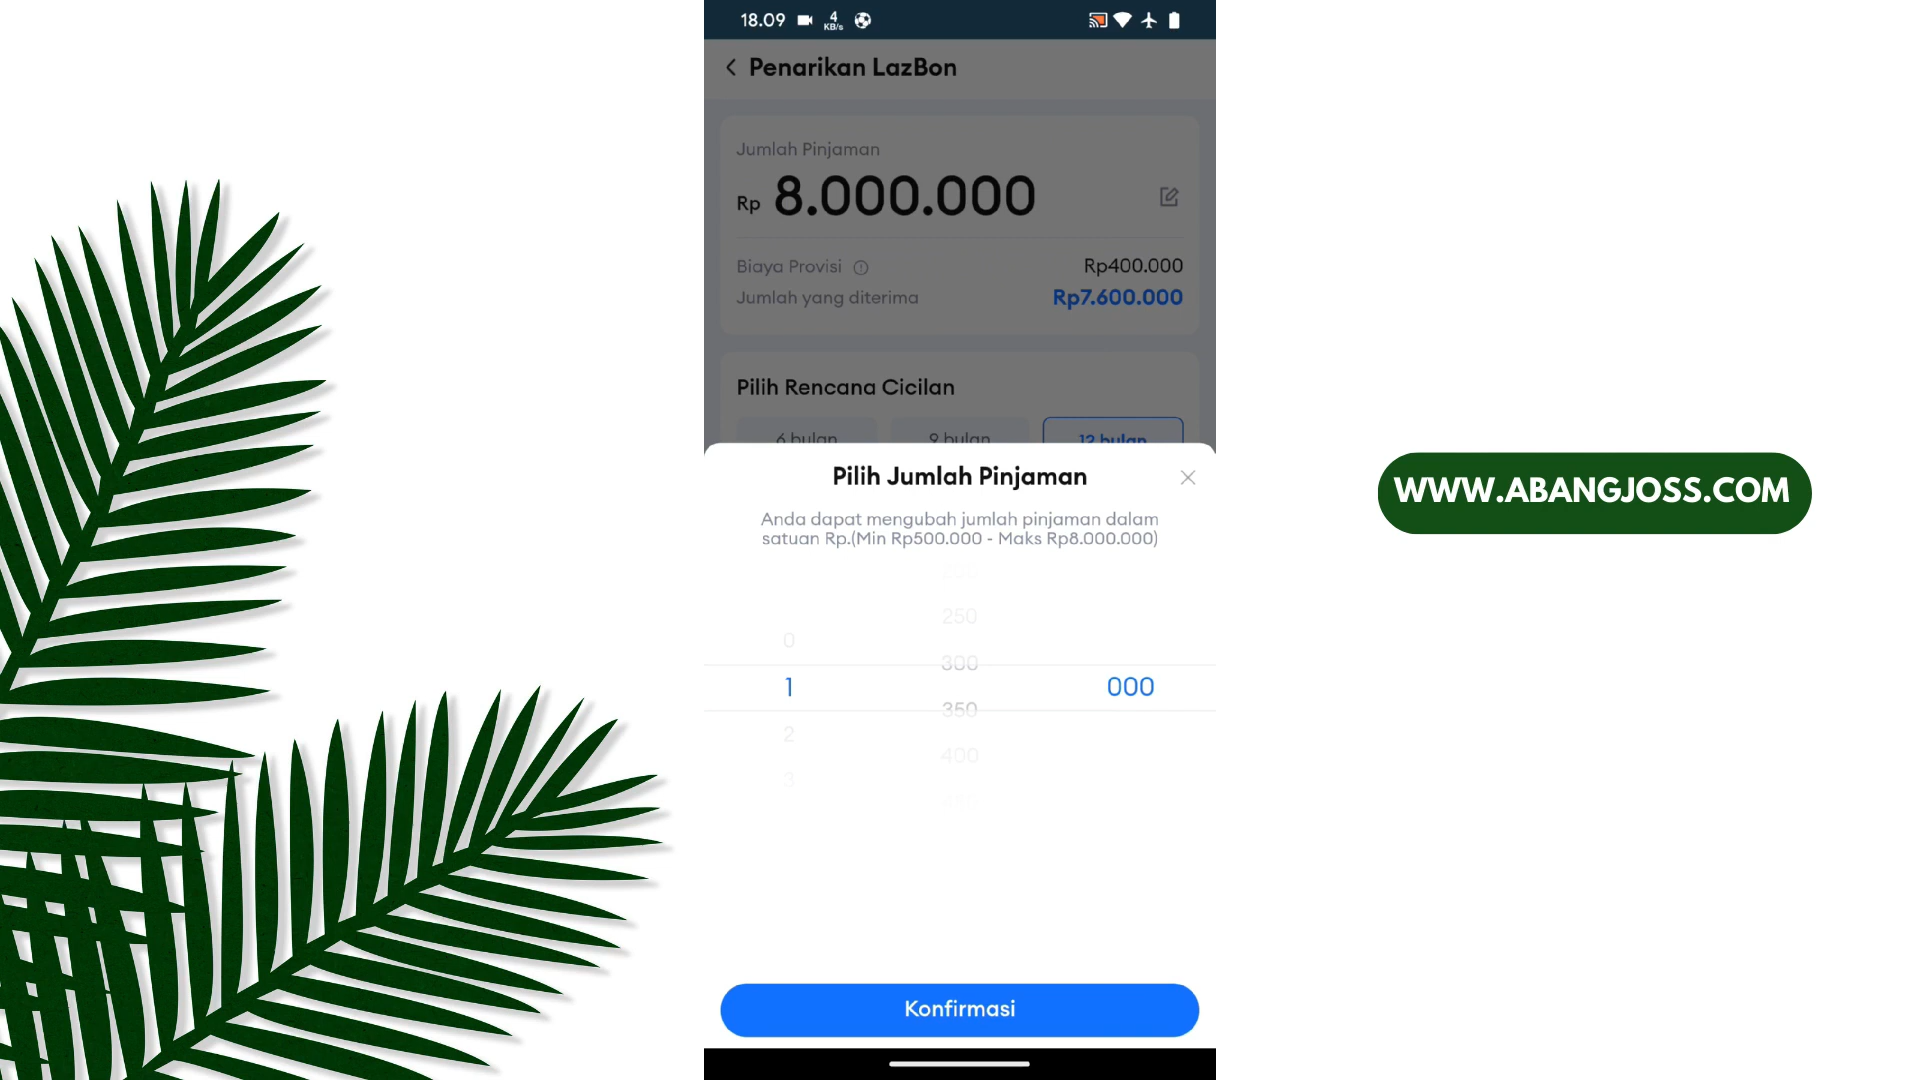 18.09
4
KB/s
Penarikan LazBon
Jumlah Pinjaman
Rp 8.000.000
Biaya Provisi
Rp400.000
Jumlah yang diterima
Rp7.600.000
Pilih Rencana Cicilan
6 bulan
9 bulan
12 bulan
Pilih Jumlah Pinjaman
Anda dapat mengubah jumlah pinjaman dalam
satuan Rp.(Min Rp500.000 - Maks Rp8.000.000)
250
0
300
1
000
350
2
400
3
Konfirmasi
WWW.ABANGJOSS.COM